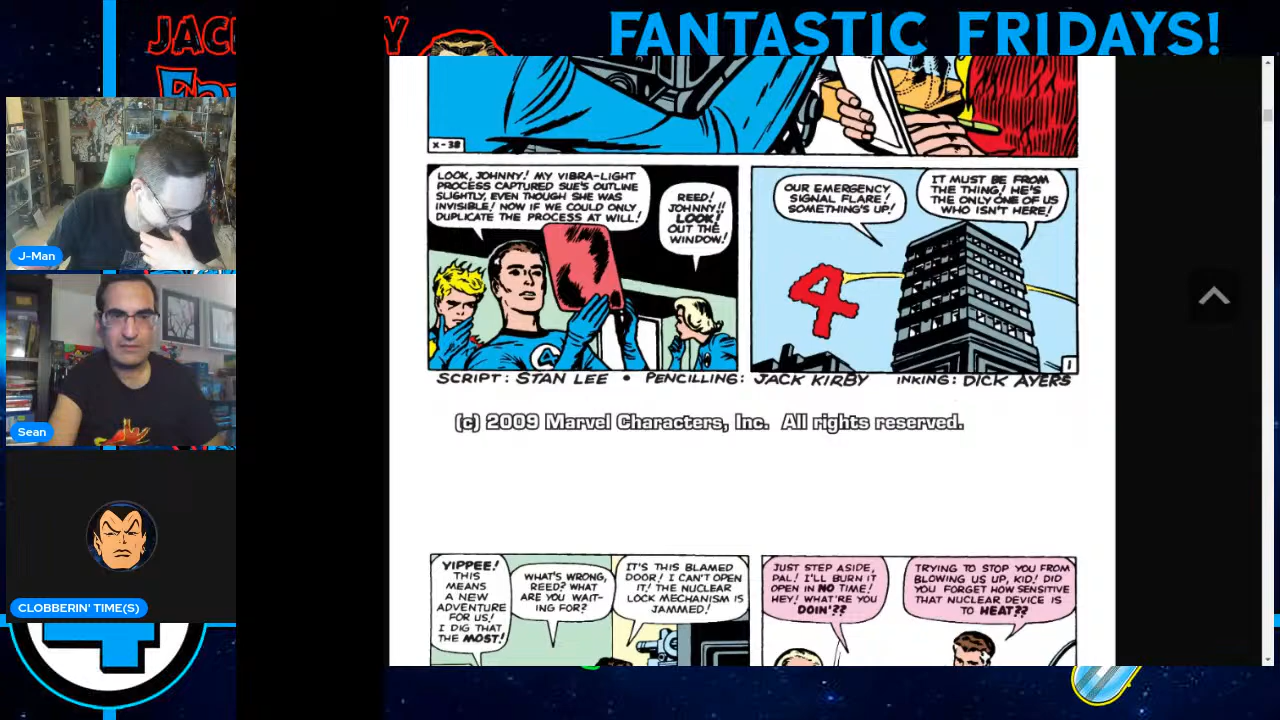 FANTASTIC FRIDAYS!
J-Man
Sean
CLOBBERIN' TIME(S)
X-38
LOOK, JOHNNY! MY VIBRA-LIGHT
PROCESS CAPTURED SUE'S OUTLINE
SLIGHTLY, EVEN THOUGH SHE WAS
INVISIBLE! NOW IF WE COULD ONLY
DUPLICATE THE PROCESS AT WILL!
REED!
JOHNNY!!
LOOK!
OUT THE
WINDOW!
OUR EMERGENCY
SIGNAL FLARE!
SOMETHING'S UP!
IT MUST BE FROM
THE THING! HE'S
THE ONLY ONE OF US
WHO ISN'T HERE!
4
4
1
SCRIPT: STAN LEE • PENCILLING: JACK KIRBY INKING: DICK AYERS
(c) 2009 Marvel Characters, Inc. All rights reserved.
YIPPEE!
THIS
MEANS
A NEW
ADVENTURE
FOR US!
I DIG THAT
THE MOST!
WHAT'S WRONG,
REED? WHAT
ARE YOU WAIT-
ING FOR?
IT'S THIS BLAMED
DOOR! I CAN'T OPEN
IT! THE NUCLEAR
LOCK MECHANISM IS
JAMMED!
JUST STEP ASIDE,
PAL! I'LL BURN IT
OPEN IN NO TIME!
HEY! WHAT'RE YOU
DOIN'??
TRYING TO STOP YOU FROM
BLOWING US UP, KID! DID
YOU FORGET HOW SENSITIVE
THAT NUCLEAR DEVICE IS
TO HEAT??